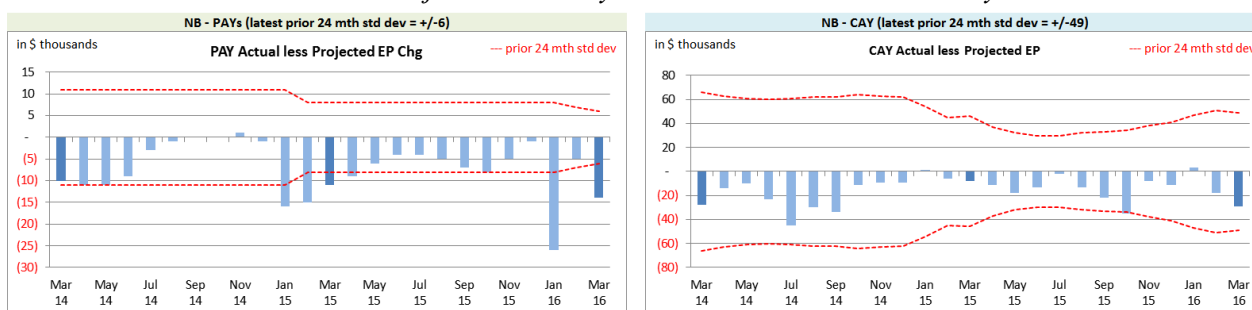 NB - PAYs (latest prior 24 mth std dev = +/-6)
in $ thousands
PAY Actual less Projected EP Chg
--- prior 24 mth std dev
15
10
5
-
(5)
(10)
(15)
(20)
(25)
(30)
Mar 14 May 14 Jul 14 Sep 14 Nov 14 Jan 15 Mar 15 May 15 Jul 15 Sep 15 Nov 15 Jan 16 Mar 16
NB - CAY (latest prior 24 mth std dev = +/-49)
in $ thousands
CAY Actual less Projected EP
--- prior 24 mth std dev
80
60
40
20
-
(20)
(40)
(60)
(80)
Mar 14 May 14 Jul 14 Sep 14 Nov 14 Jan 15 Mar 15 May 15 Jul 15 Sep 15 Nov 15 Jan 16 Mar 16